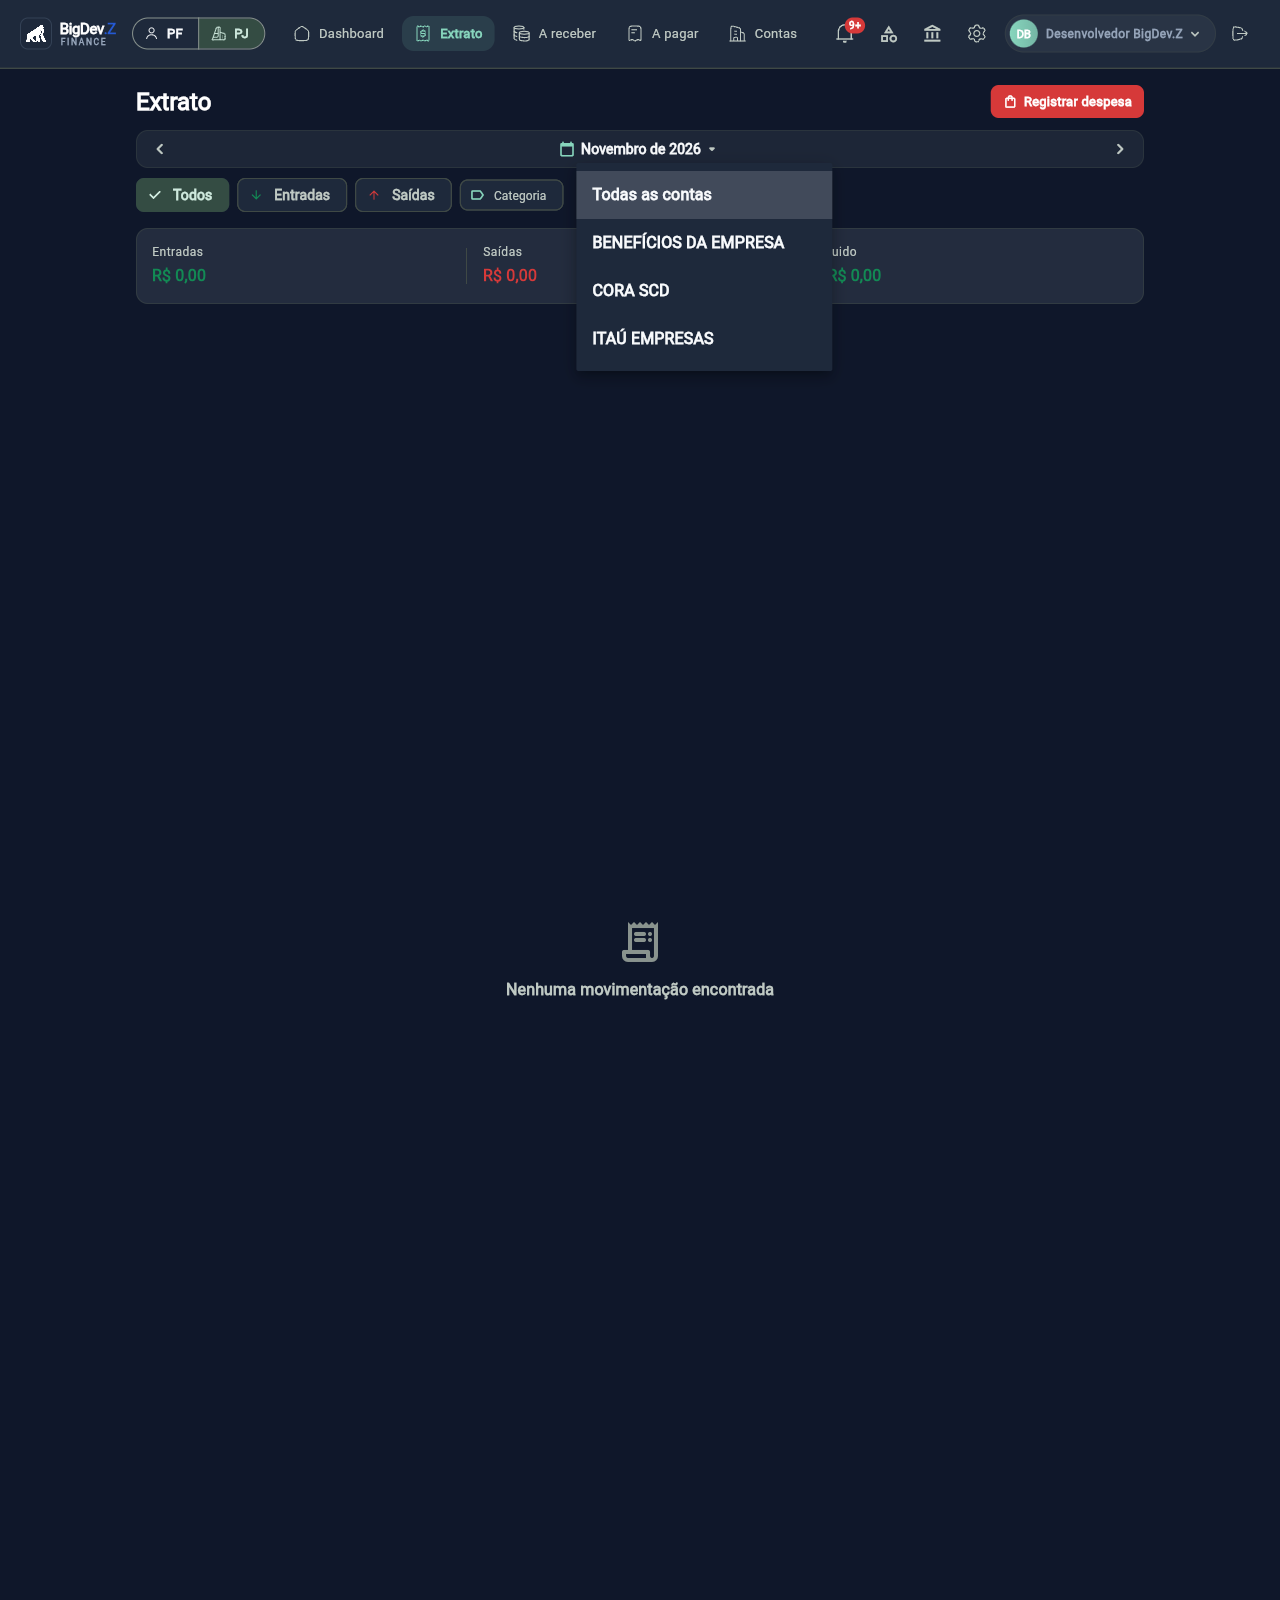 BigDev.Z
FINANCE
PF
PJ
Dashboard
Extrato
A receber
A pagar
Contas
9+
DB
Desenvolvedor BigDev.Z
Extrato
Registrar despesa
Novembro de 2026
Todos
Entradas
Saídas
Categoria
Todas as contas
BENEFÍCIOS DA EMPRESA
CORA SCD
ITAÚ EMPRESAS
Entradas
R$ 0,00
Saídas
R$ 0,00
uido
R$ 0,00
Nenhuma movimentação encontrada